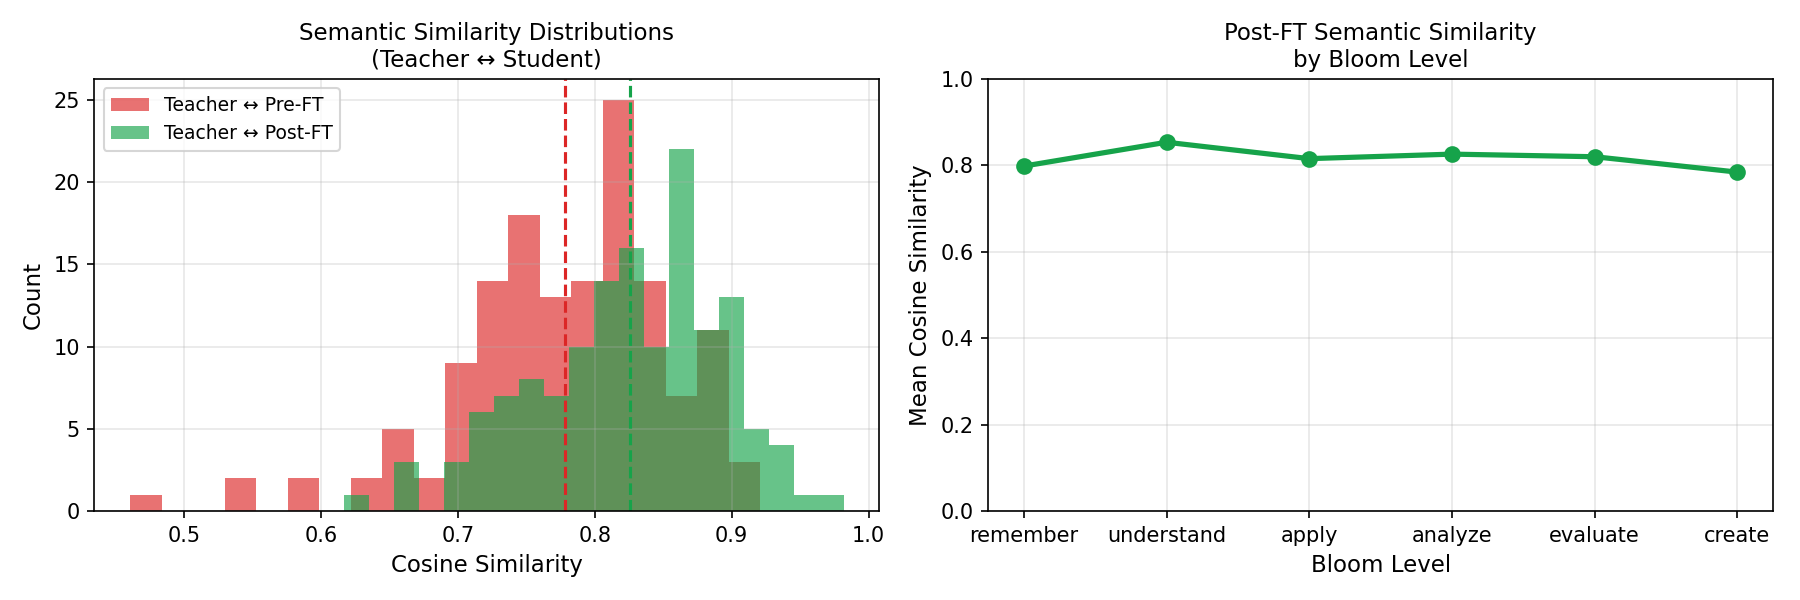 Semantic Similarity Distributions
(Teacher ↔ Student)
Teacher ↔ Pre-FT
Teacher ↔ Post-FT
25
20
15
10
5
0
Count
0.5
0.6
0.7
0.8
0.9
1.0
Cosine Similarity
Post-FT Semantic Similarity
by Bloom Level
1.0
0.8
0.6
0.4
0.2
0.0
Mean Cosine Similarity
remember
understand
apply
analyze
evaluate
create
Bloom Level